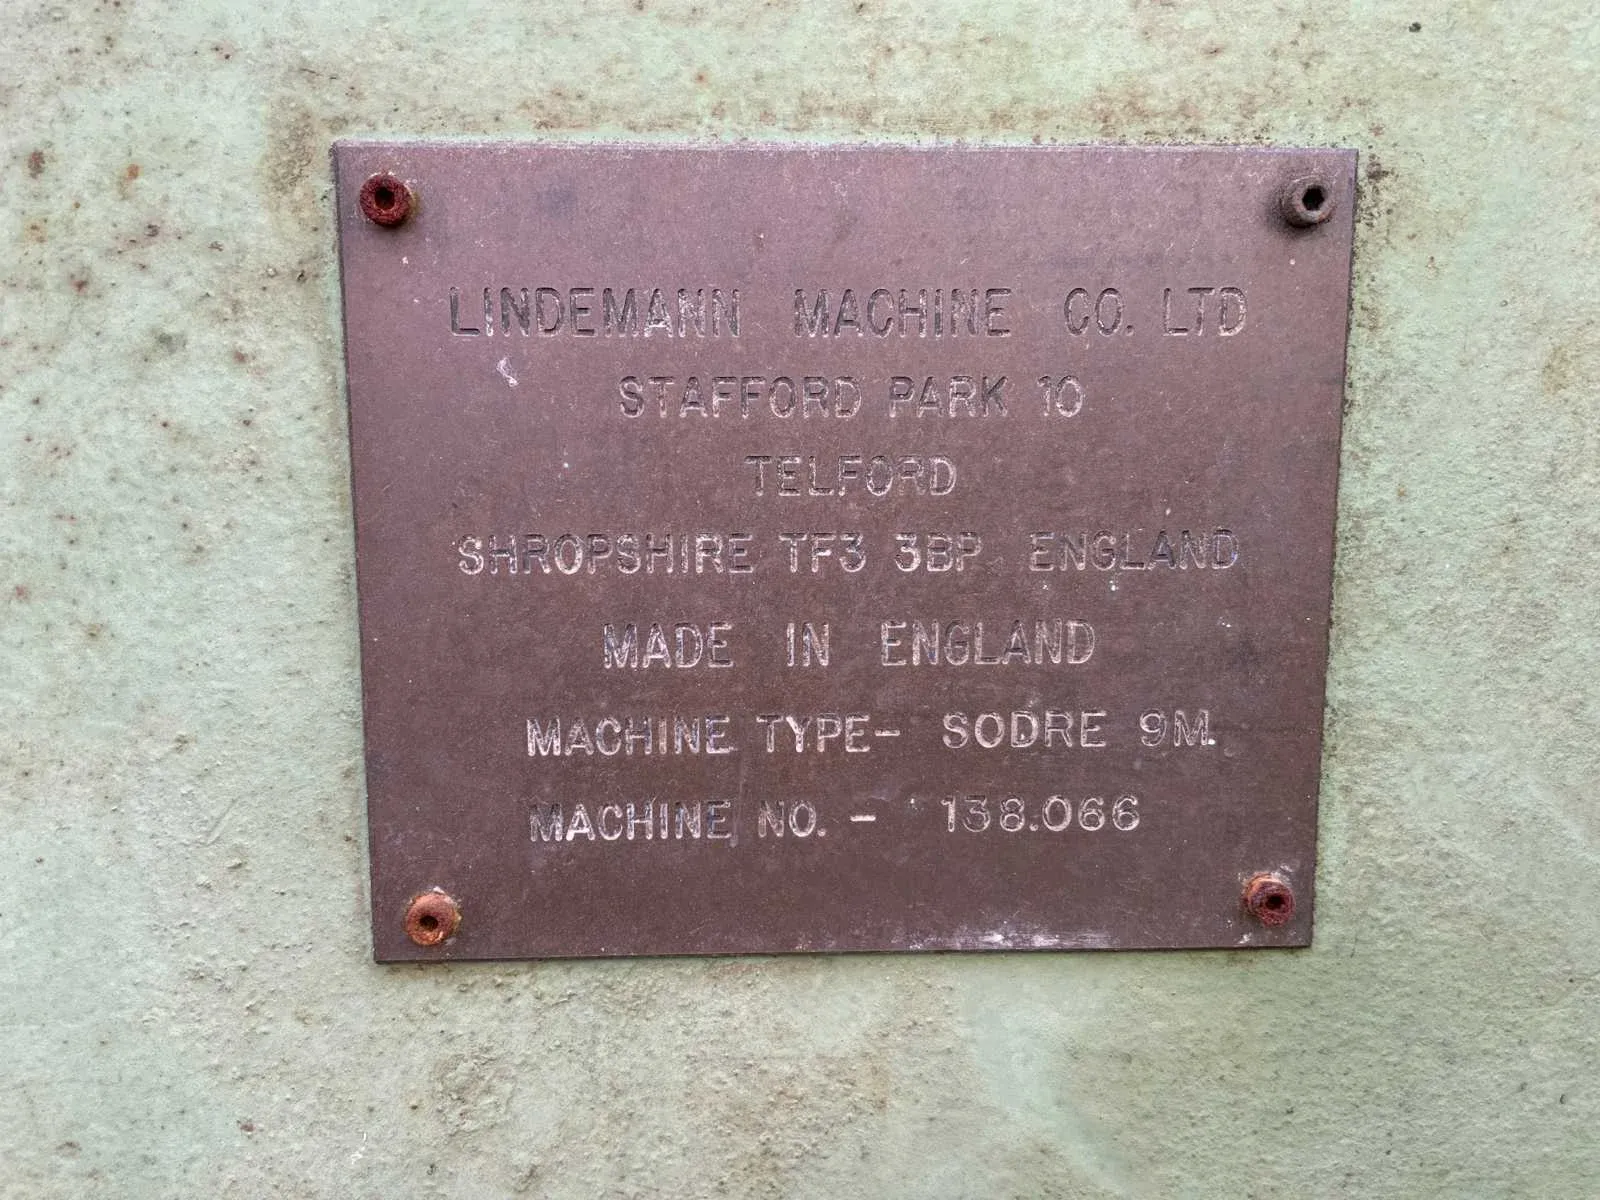 LINDEMANN MACHINE CO. LTD
STAFFORD PARK 10
TELFORD
SHROPSHIRE TF3 3BP ENGLAND
MADE IN ENGLAND
MACHINE TYPE- SODRE 9M.
MACHINE NO. - 138.066